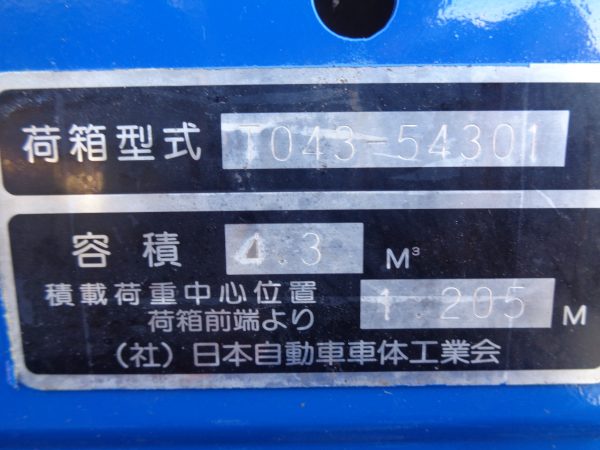 荷箱型式 T043-54301
容積 4.3 M³
積載荷重中心位置
荷箱前端より 1.205 M
(社)日本自動車車体工業会